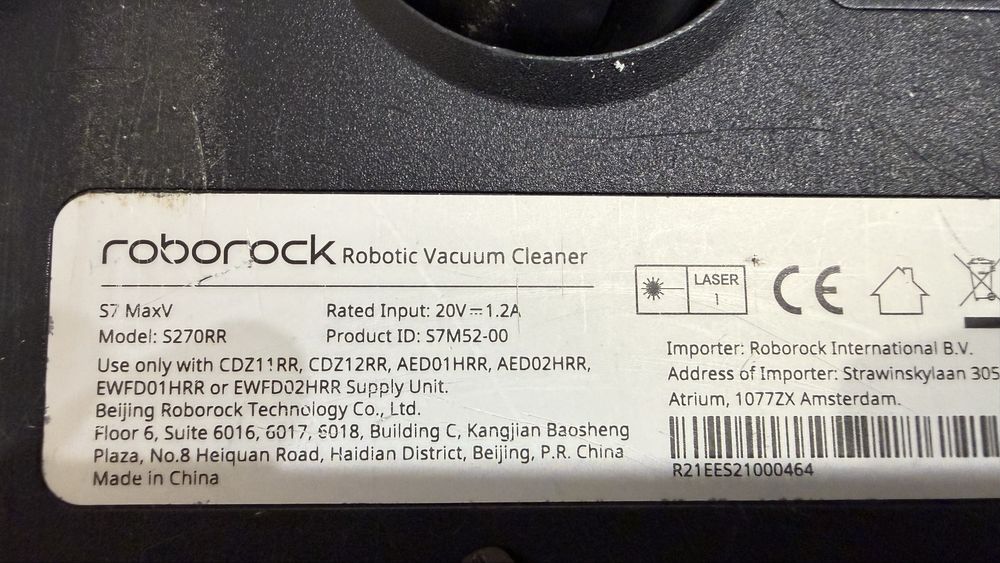 roborock Robotic Vacuum Cleaner
S7 MaxV
Rated Input: 20V⎓1.2A
Model: S270RR
Product ID: S7M52-00
Use only with CDZ11RR, CDZ12RR, AED01HRR, AED02HRR,
EWFD01HRR or EWFD02HRR Supply Unit.
Beijing Roborock Technology Co., Ltd.
Floor 6, Suite 6016, 6017, 6018, Building C, Kangjian Baosheng
Plaza, No.8 Heiquan Road, Haidian District, Beijing, P.R. China
Made in China
LASER
1
CE
Importer: Roborock International B.V.
Address of Importer: Strawinskylaan 305
Atrium, 1077ZX Amsterdam.
R21EES21000464